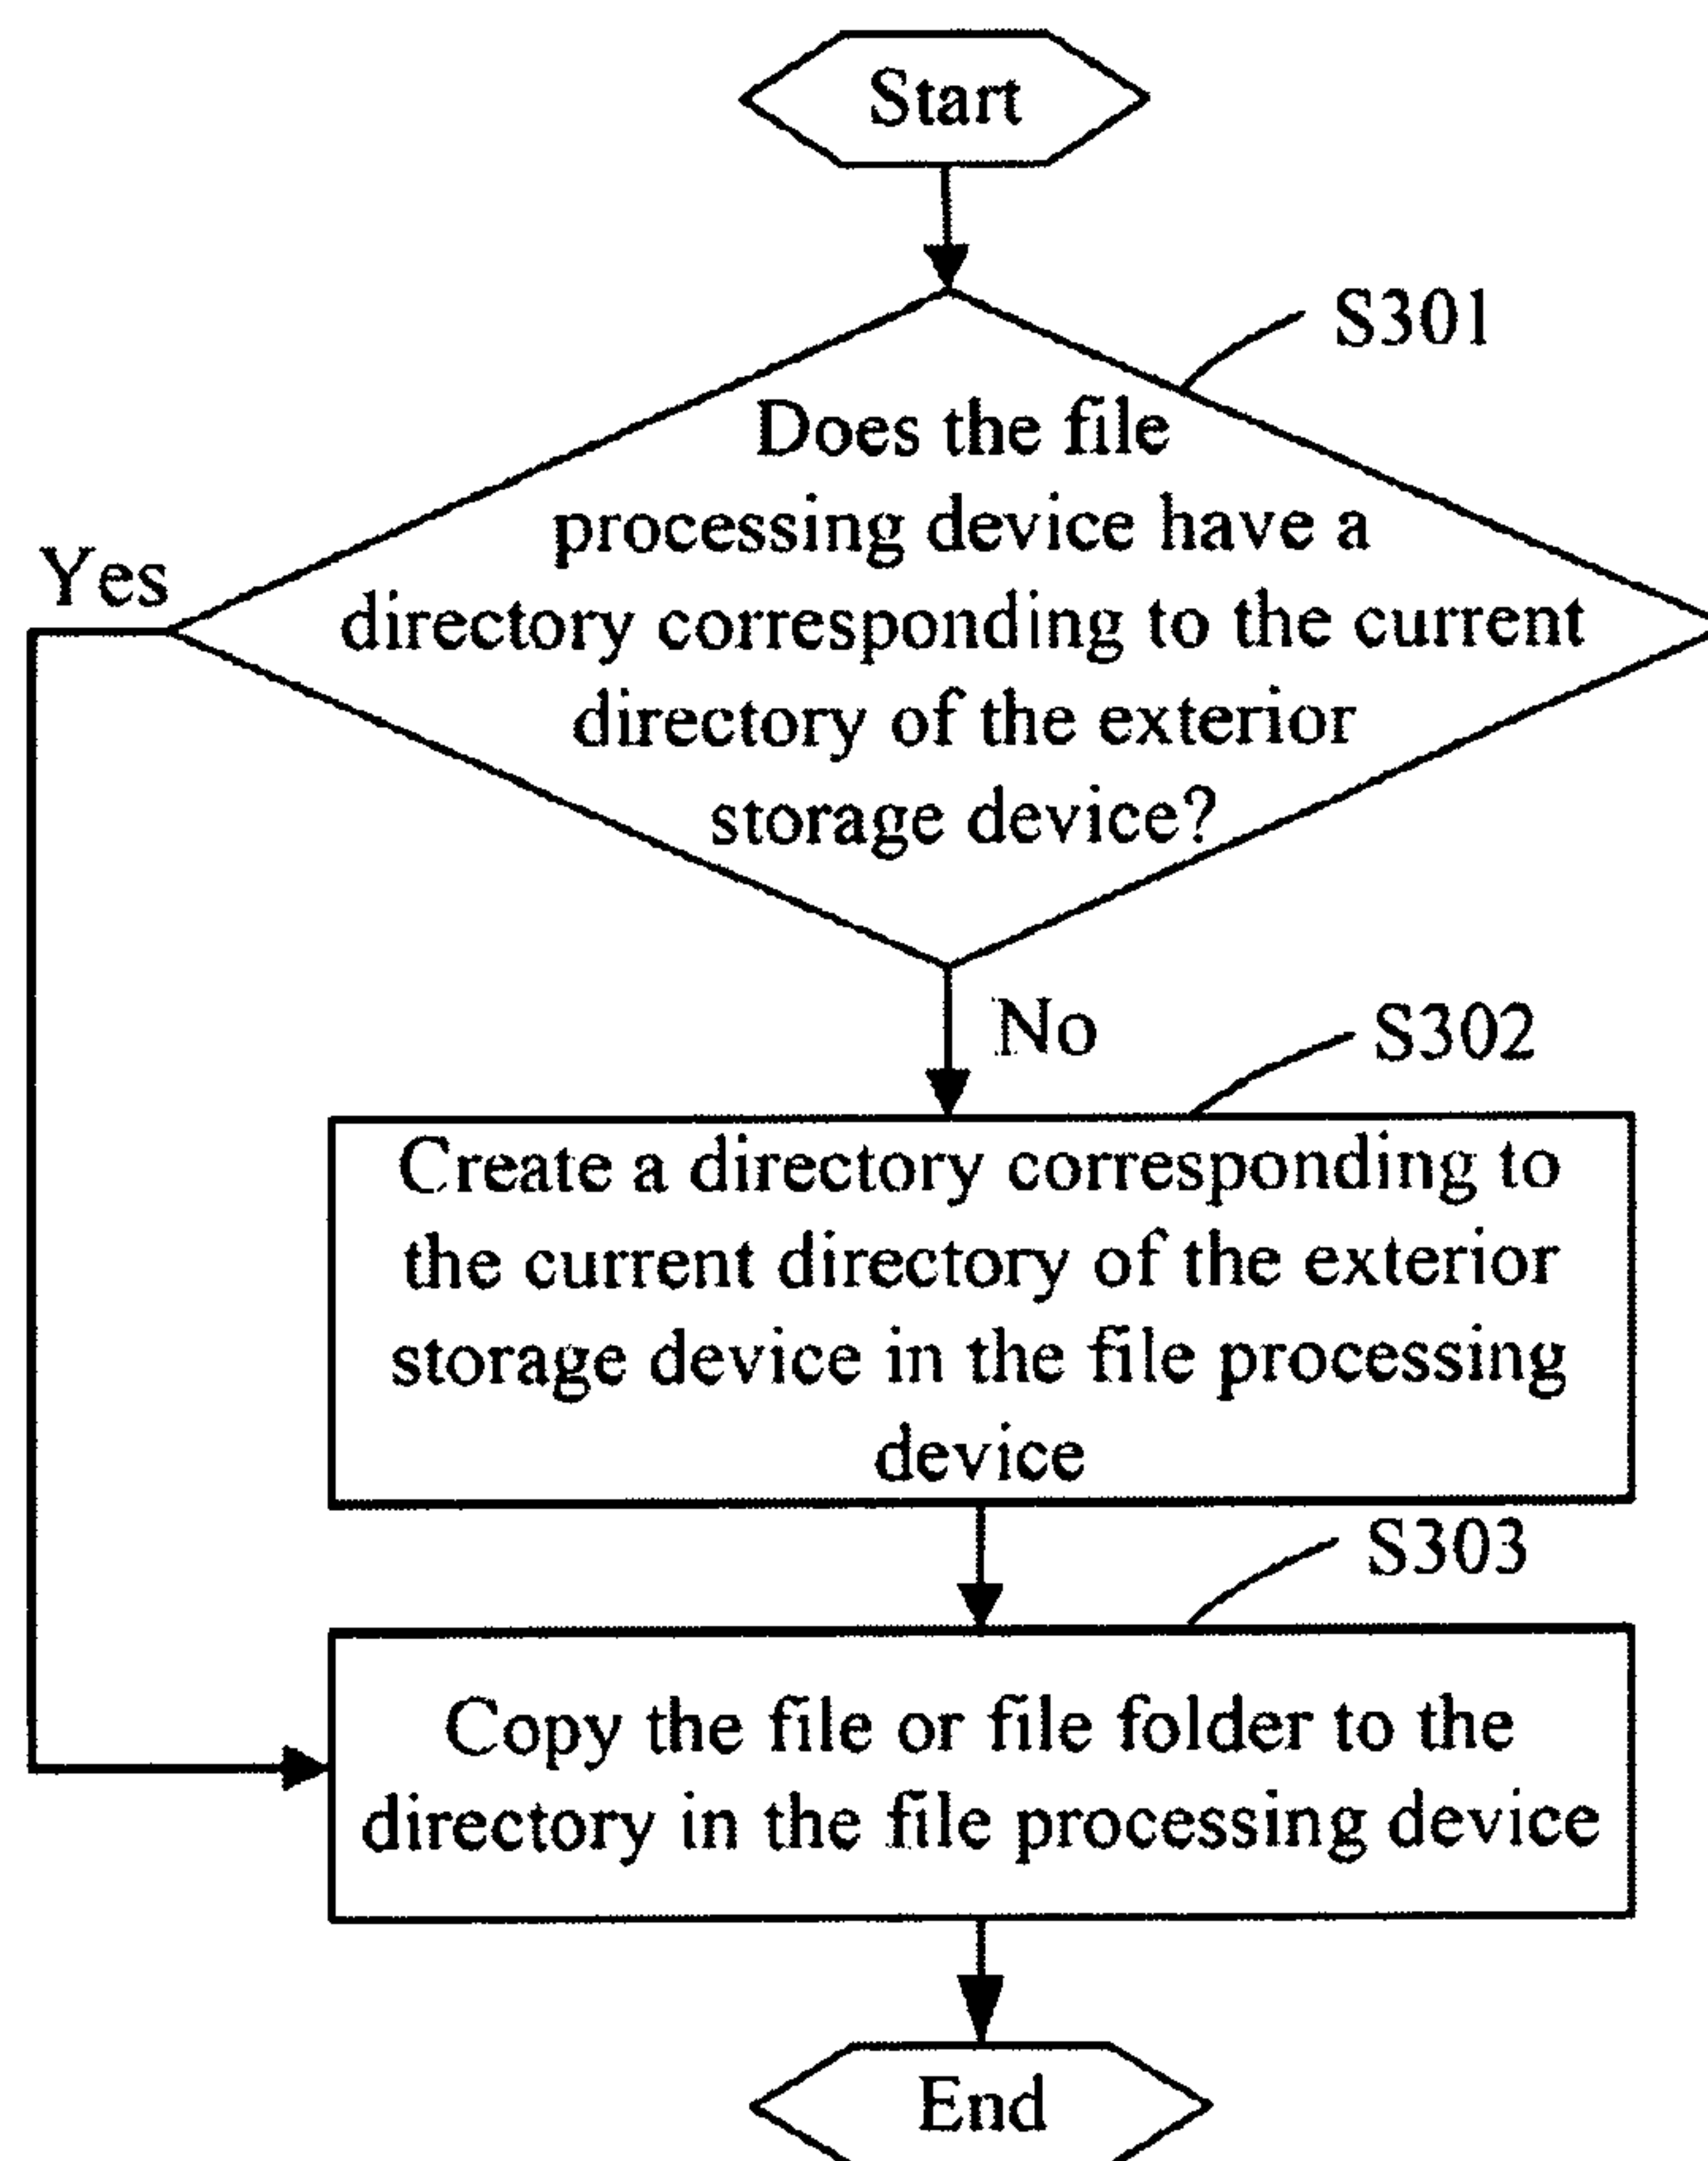 Start
S301
Does the file
processing device have a
directory corresponding to the current
directory of the exterior
storage device?
Yes
No
S302
Create a directory corresponding to
the current directory of the exterior
storage device in the file processing
device
S303
Copy the file or file folder to the
directory in the file processing device
End